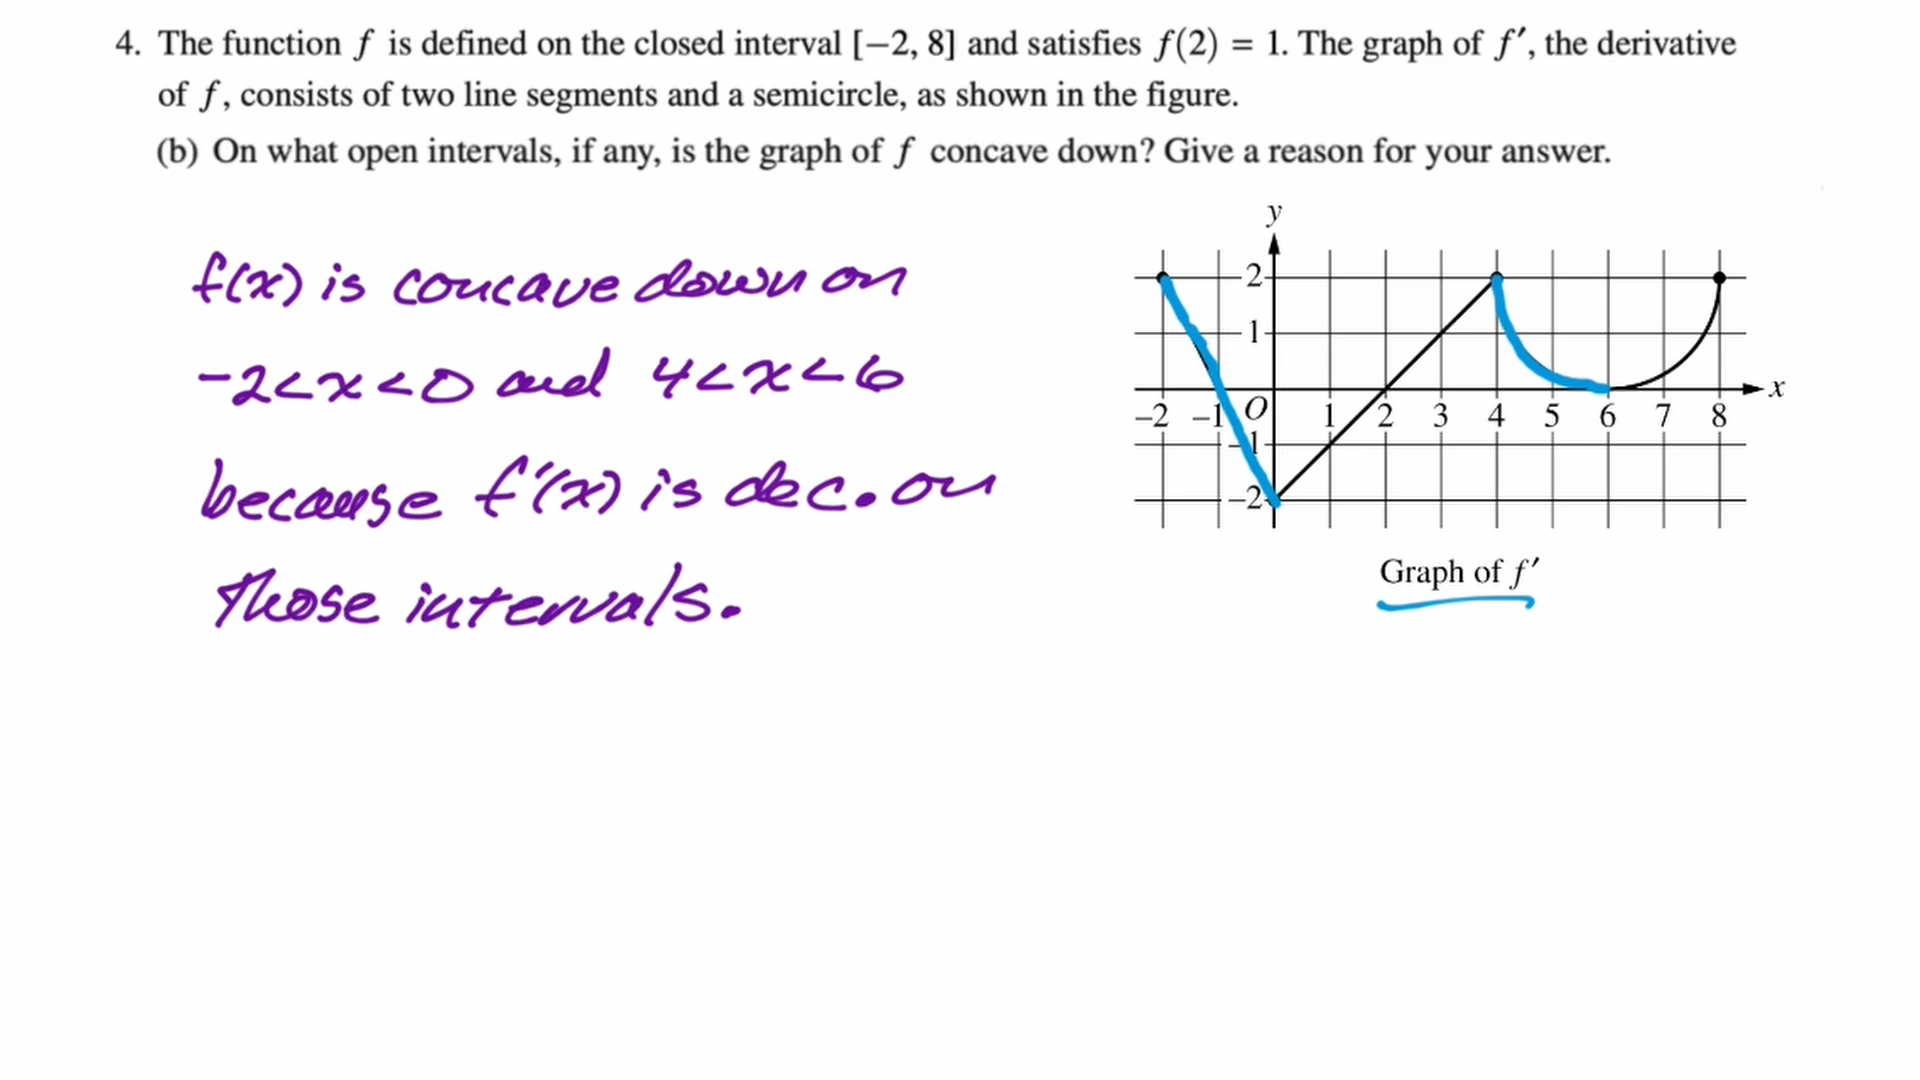 4. The function f is defined on the closed interval [−2, 8] and satisfies f(2) = 1. The graph of f′, the derivative
of f, consists of two line segments and a semicircle, as shown in the figure.
(b) On what open intervals, if any, is the graph of f concave down? Give a reason for your answer.
f(x) is concave down on
-2<x<0 and 4<x<6
because f'(x) is dec. on
those intervals.
y
2
1
−2 −1 O 1 2 3 4 5 6 7 8 x
−1
−2
Graph of f′